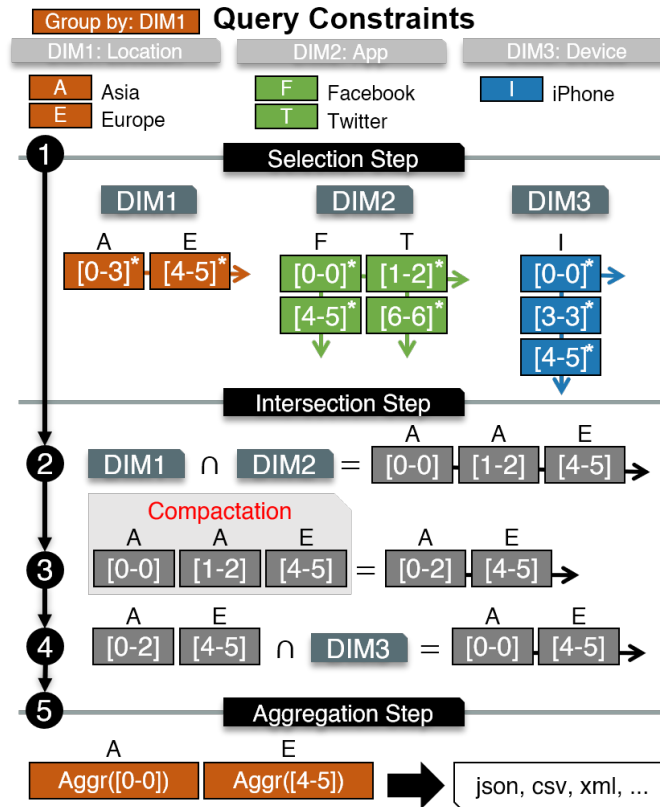 Group by: DIM1 Query Constraints
DIM1: Location DIM2: App DIM3: Device
A Asia F Facebook I iPhone
E Europe T Twitter
1 Selection Step
DIM1 DIM2 DIM3
A E F T I
[0-3]* [4-5]* [0-0]* [1-2]* [0-0]*
[4-5]* [6-6]* [3-3]*
[4-5]*
Intersection Step
A A E
2 DIM1 ∩ DIM2 = [0-0] [1-2] [4-5]
Compactation
A A E A E
3 [0-0] [1-2] [4-5] = [0-2] [4-5]
A E A E
4 [0-2] [4-5] ∩ DIM3 = [0-0] [4-5]
5 Aggregation Step
A E
Aggr([0-0]) Aggr([4-5]) json, csv, xml, ...